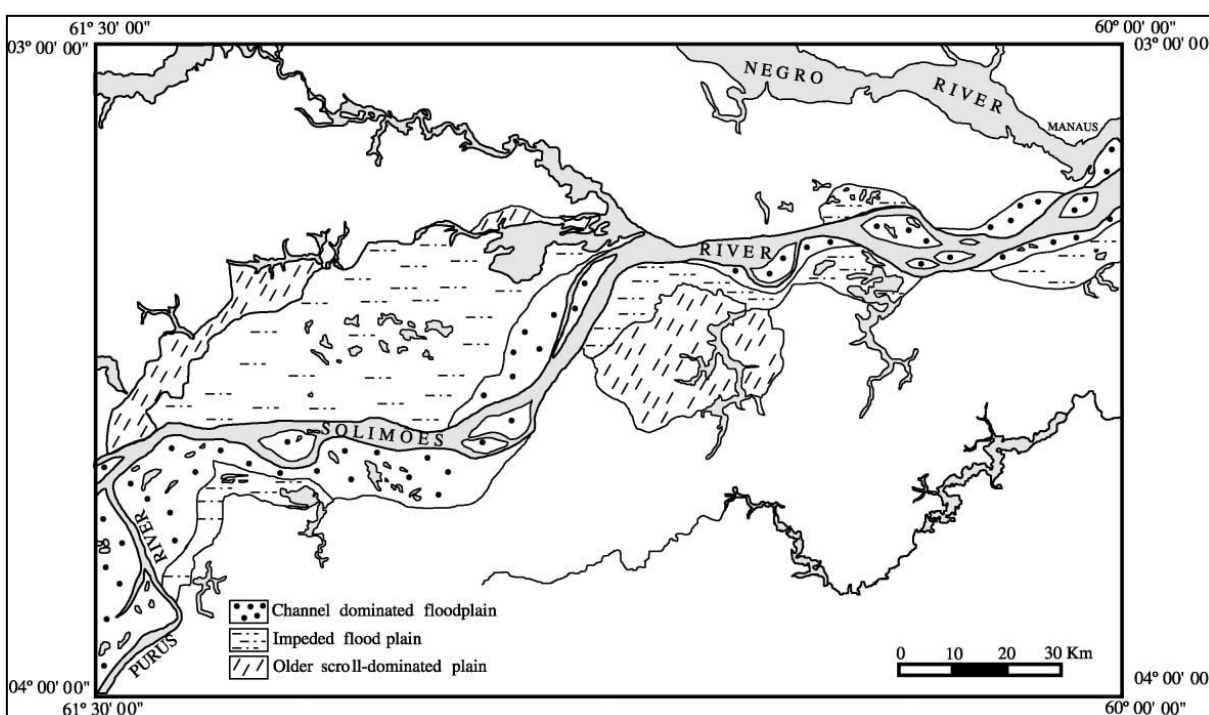 61° 30' 00"
60° 00' 00"
03° 00' 00"
03° 00' 00
NEGRO RIVER
MANAUS
RIVER
SOLIMÕES
RIVER
PURUS
Channel dominated floodplain
Impeded flood plain
Older scroll-dominated plain
0 10 20 30 Km
04° 00' 00"
04° 00' 00"
61° 30' 00"
60° 00' 00"